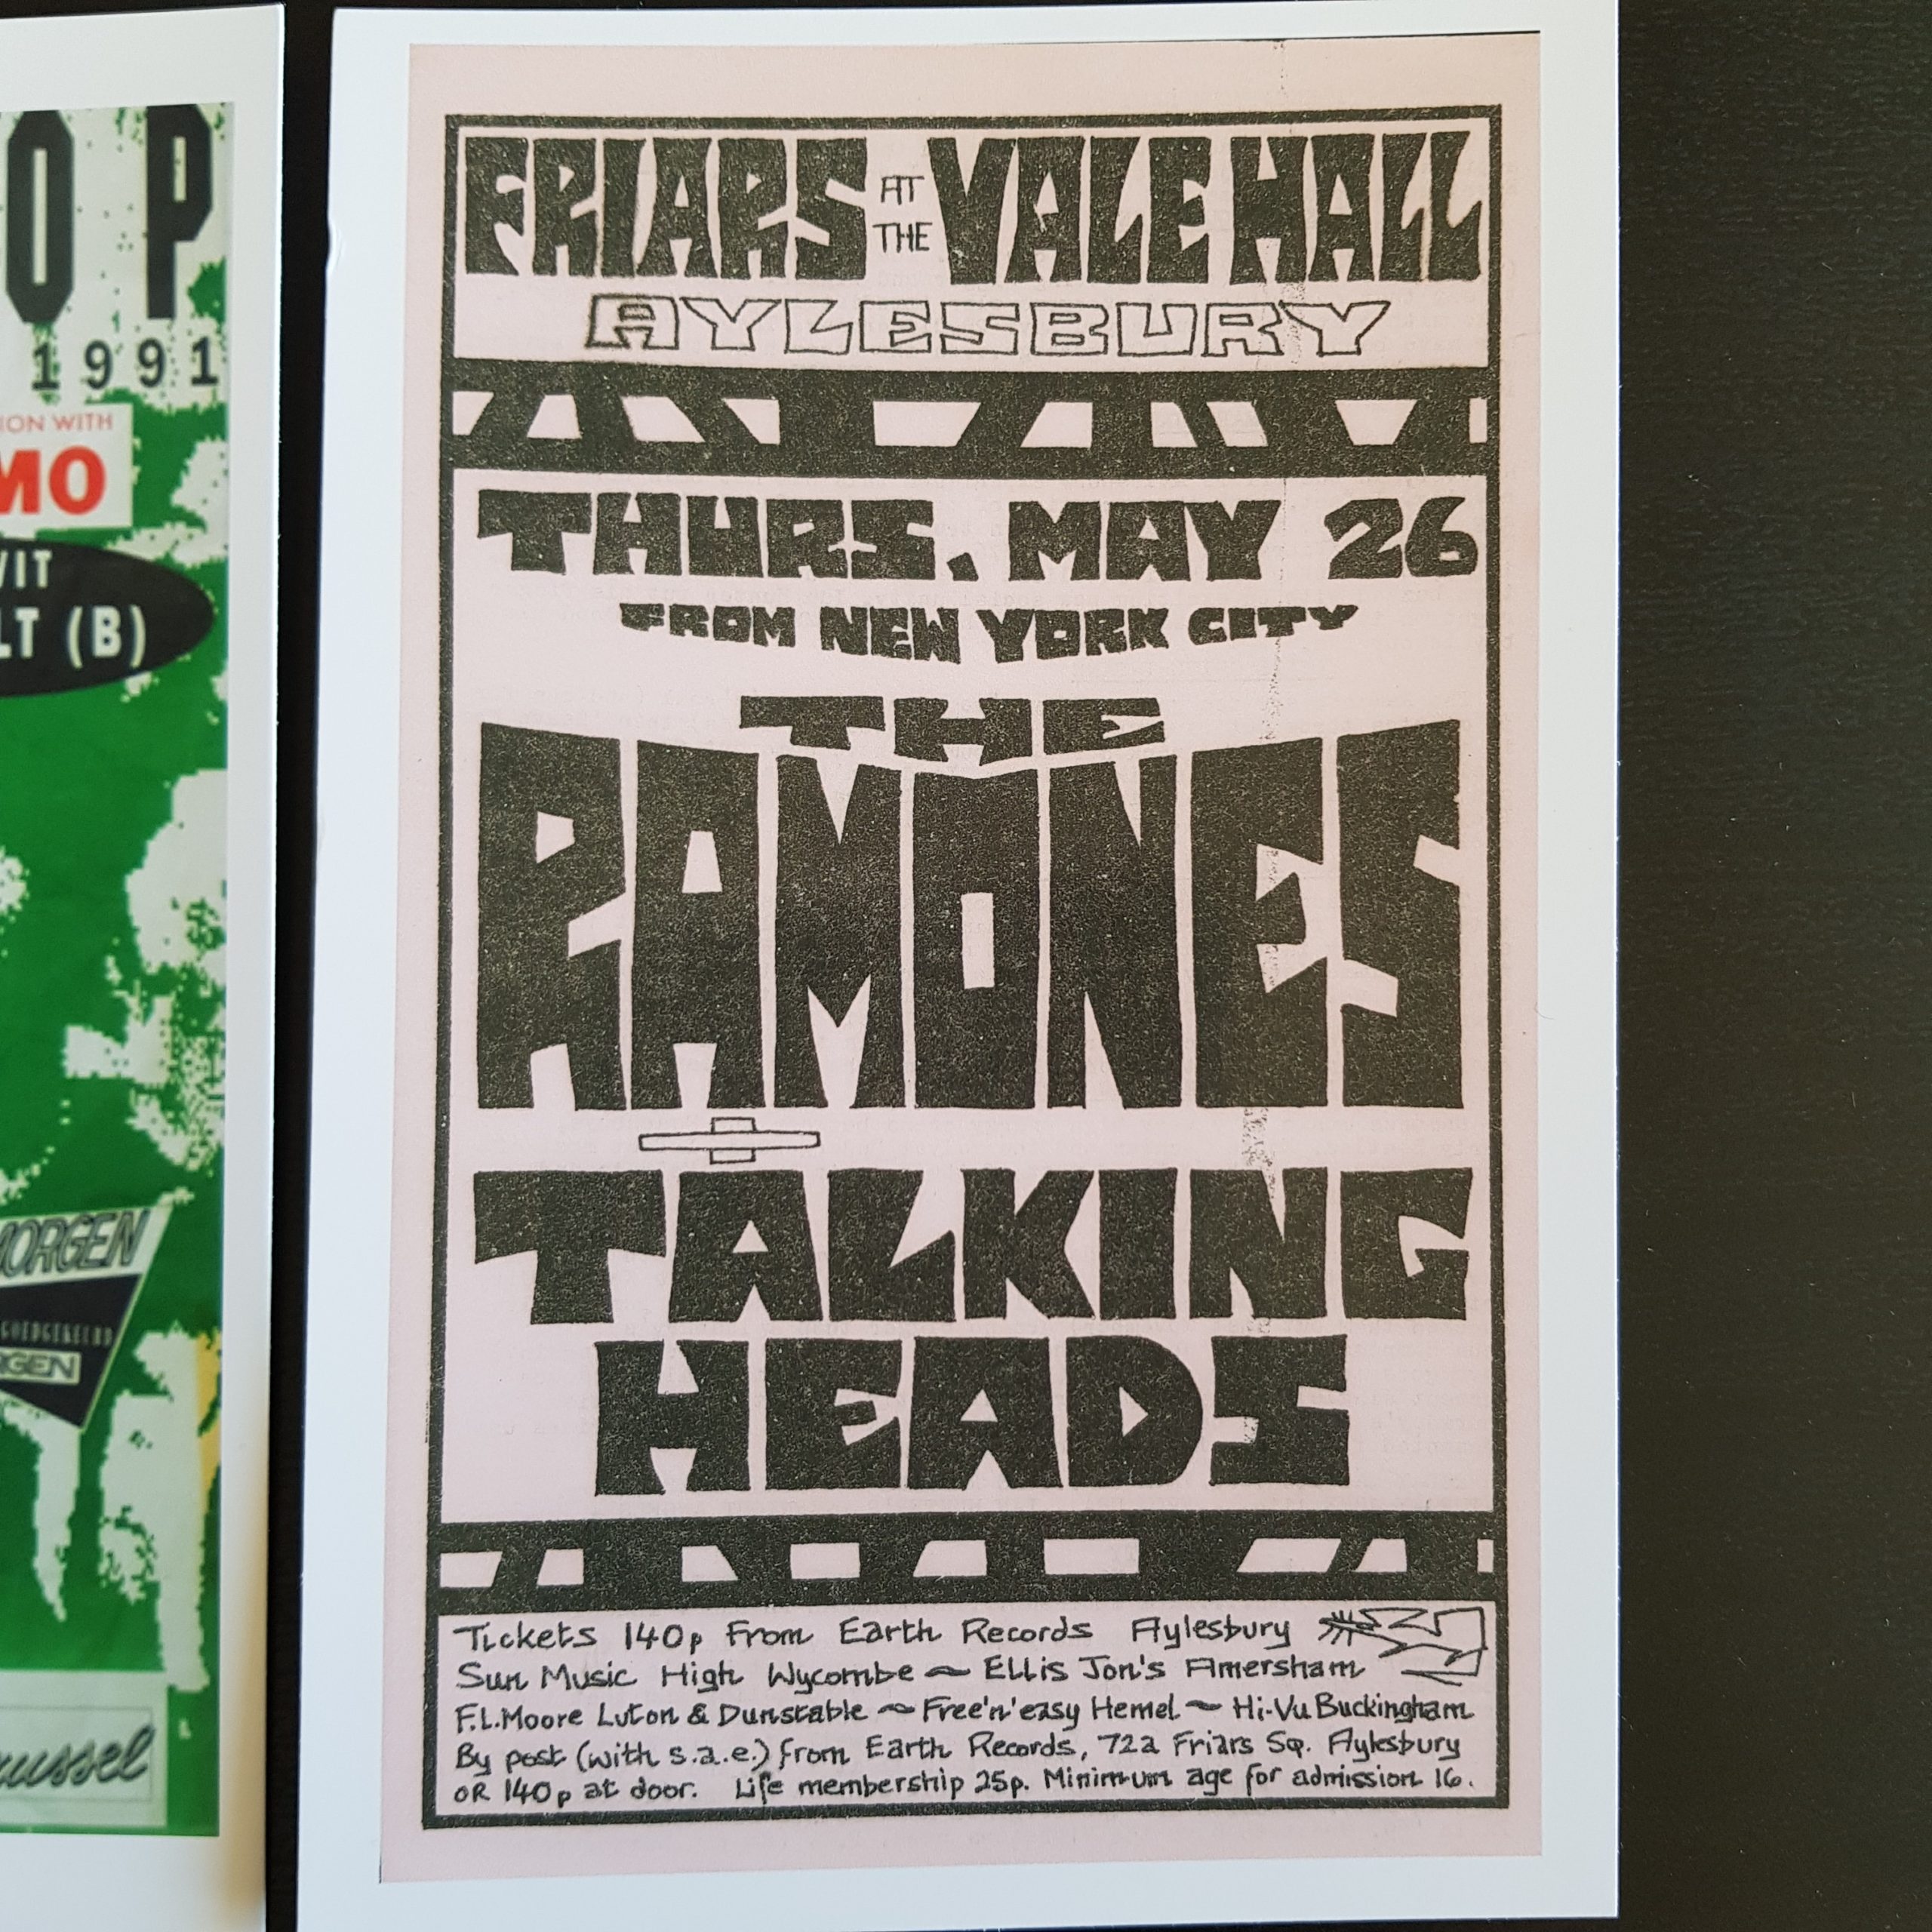 OP
1991
ION WITH
MO
VIT
LT (B)
MORGEN
GOEDGEKEURD
RGEN
FRIARS AT THE VALE HALL
AYLESBURY
THURS. MAY 26
FROM NEW YORK CITY
THE
RAMONES
TALKING
HEADS
Tickets 140p From Earth Records Aylesbury
Sun Music High Wycombe ~ Ellis Jon's Amersham
F.L.Moore Luton & Dunstable ~ Free'n'easy Hemel ~ Hi-Vu Buckingham
By post (with s.a.e.) from Earth Records, 72a Friars Sq. Aylesbury
OR 140p at door. Life membership 25p. Minimum age for admission 16.